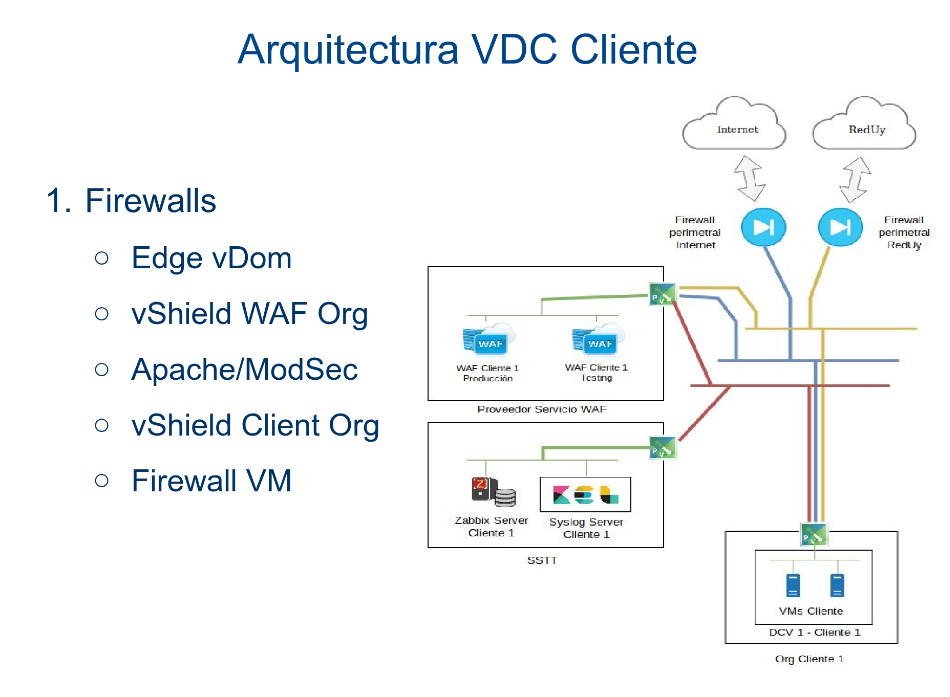 Arquitectura VDC Cliente
1. Firewalls
○ Edge vDom
○ vShield WAF Org
○ Apache/ModSec
○ vShield Client Org
○ Firewall VM
Internet
RedUy
Firewall
perimetral
Internet
Firewall
perimetral
RedUy
P V
WAF
WAF
WAF Cliente 1
Producción
WAF Cliente 1
Testing
Proveedor Servicio WAF
P V
Z
Zabbix Server
Cliente 1
Syslog Server
Cliente 1
SSTT
P V
VMs Cliente
DCV 1 - Cliente 1
Org Cliente 1